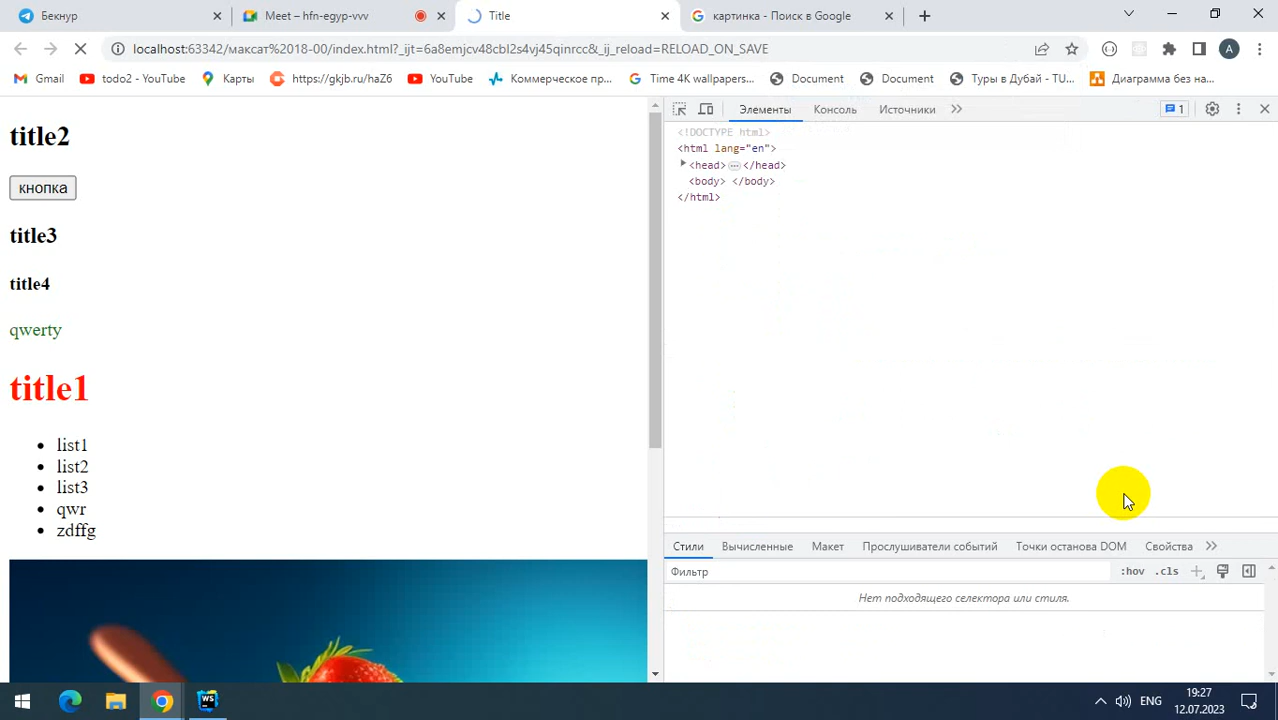 Бекнур
Meet – hfn-egyp-vvv
Title
картинка - Поиск в Google
localhost:63342/максат%2018-00/index.html?_ijt=6a8emjcv48cbl2s4vj45qinrcc&_ij_reload=RELOAD_ON_SAVE
A
Gmail
todo2 - YouTube
Карты
https://gkjb.ru/haZ6
YouTube
Коммерческое пр...
Time 4K wallpapers...
Document
Document
Туры в Дубай - TU...
Диаграмма без на...
title2
кнопка
title3
title4
qwerty
title1
list1
list2
list3
qwr
zdffg
Элементы
Консоль
Источники
1
<!DOCTYPE html>
<html lang="en">
<head> ⋯ </head>
<body> </body>
</html>
Стили
Вычисленные
Макет
Прослушиватели событий
Точки останова DOM
Свойства
Фильтр
:hov
.cls
Нет подходящего селектора или стиля.
WS
ENG
19:27
12.07.2023